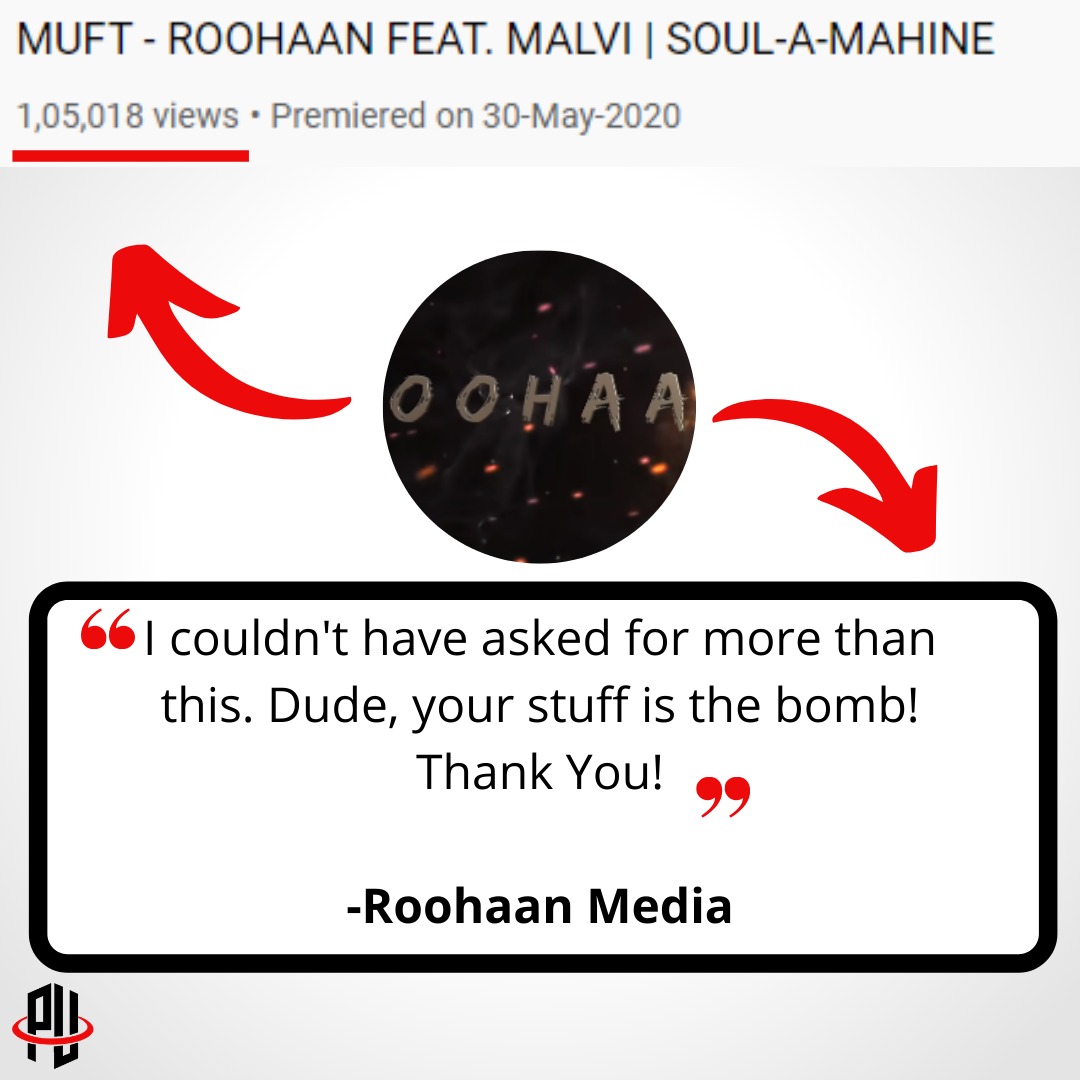 MUFT - ROOHAAN FEAT. MALVI | SOUL-A-MAHINE
1,05,018 views • Premiered on 30-May-2020
OOHAA
“I couldn't have asked for more than
this. Dude, your stuff is the bomb!
Thank You! ”
-Roohaan Media